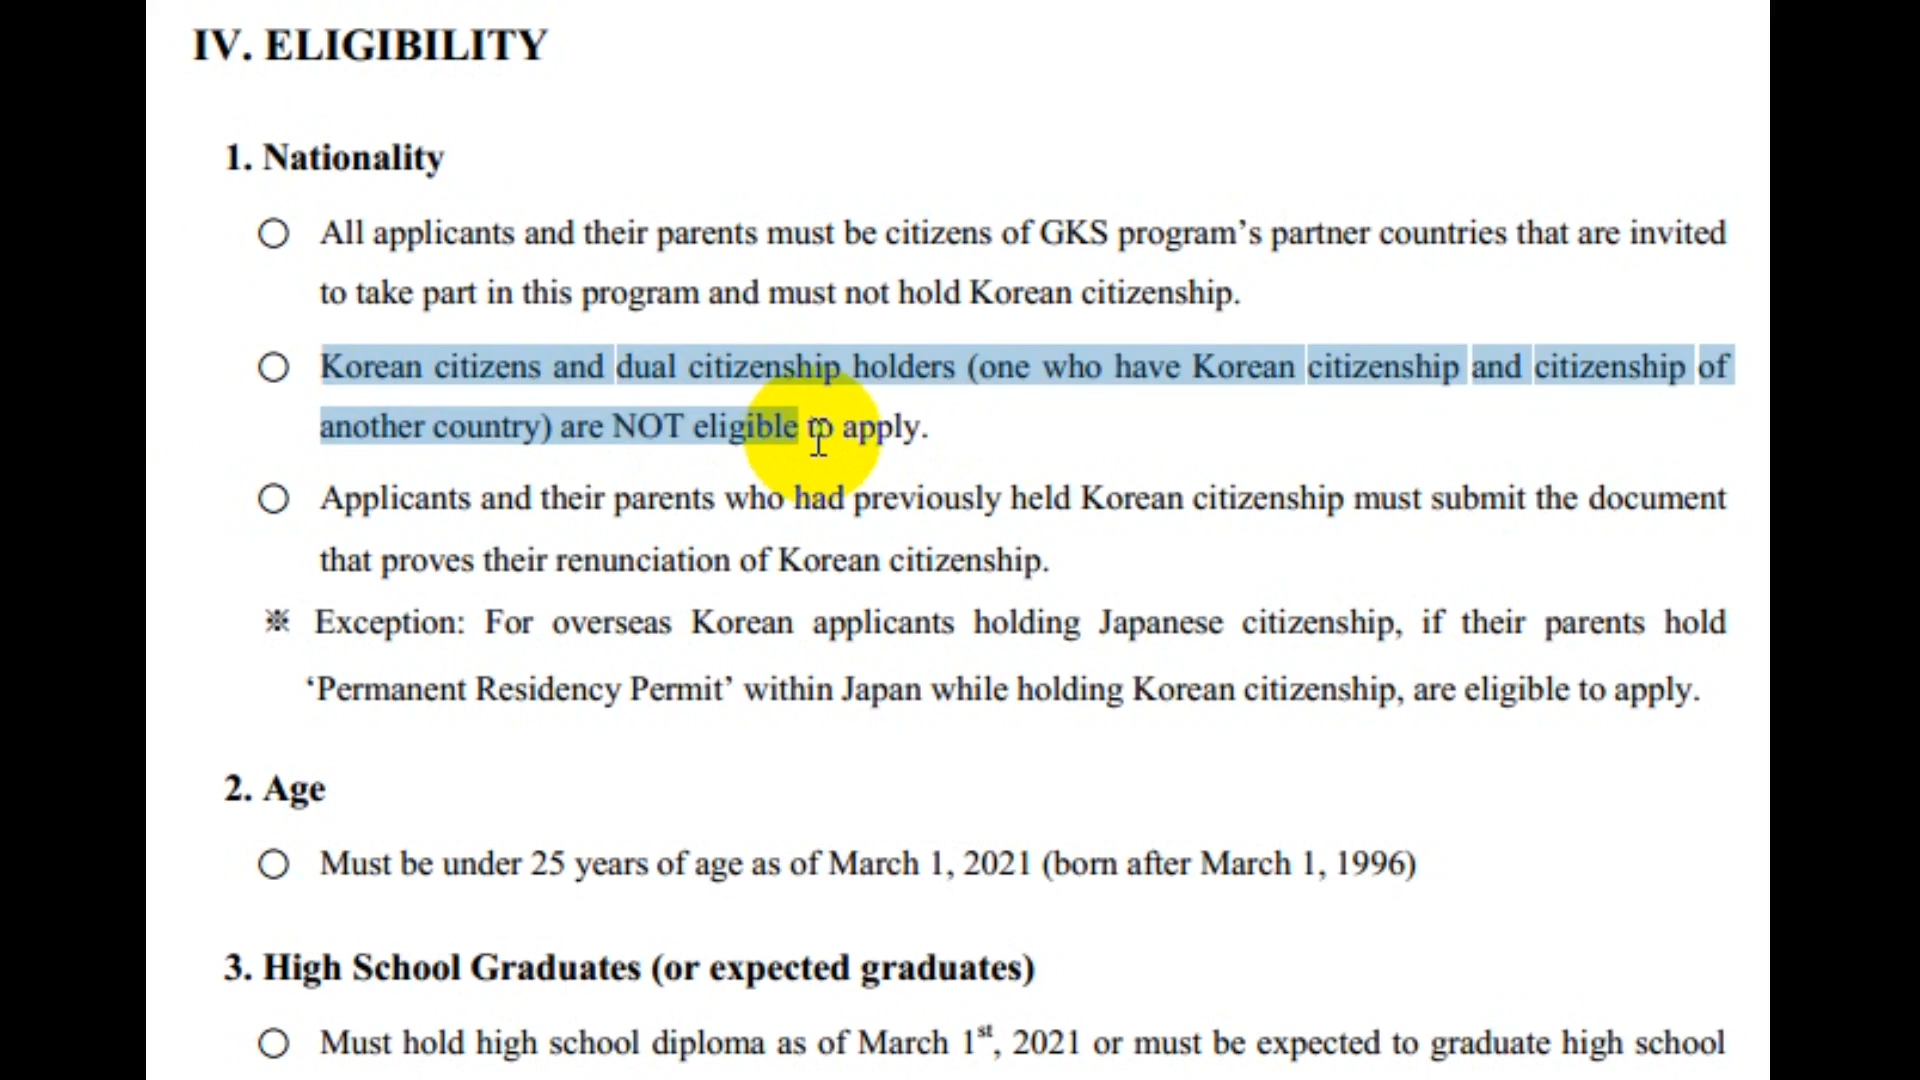 IV. ELIGIBILITY
1. Nationality
○ All applicants and their parents must be citizens of GKS program’s partner countries that are invited
to take part in this program and must not hold Korean citizenship.
○ Korean citizens and dual citizenship holders (one who have Korean citizenship and citizenship of
another country) are NOT eligible to apply.
○ Applicants and their parents who had previously held Korean citizenship must submit the document
that proves their renunciation of Korean citizenship.
※ Exception: For overseas Korean applicants holding Japanese citizenship, if their parents hold
‘Permanent Residency Permit’ within Japan while holding Korean citizenship, are eligible to apply.
2. Age
○ Must be under 25 years of age as of March 1, 2021 (born after March 1, 1996)
3. High School Graduates (or expected graduates)
○ Must hold high school diploma as of March 1st, 2021 or must be expected to graduate high school